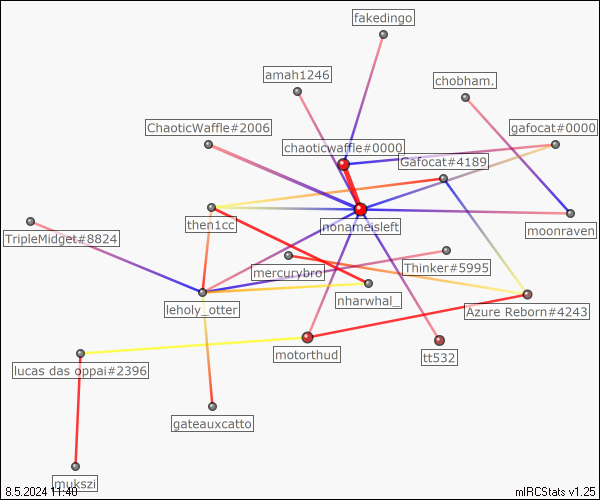 fakedingo
amah1246
chobham.
ChaoticWaffle#2006
gafocat#0000
chaoticwaffle#0000
Gafocat#4189
nonameisleft
then1cc
moonraven
TripleMidget#8824
mercurybro
Thinker#5995
nharwhal_
leholy_otter
Azure Reborn#4243
motorthud
tt532
lucas das oppai#2396
gateauxcatto
mukszi
8.5.2024 11:40
mIRCStats v1.25